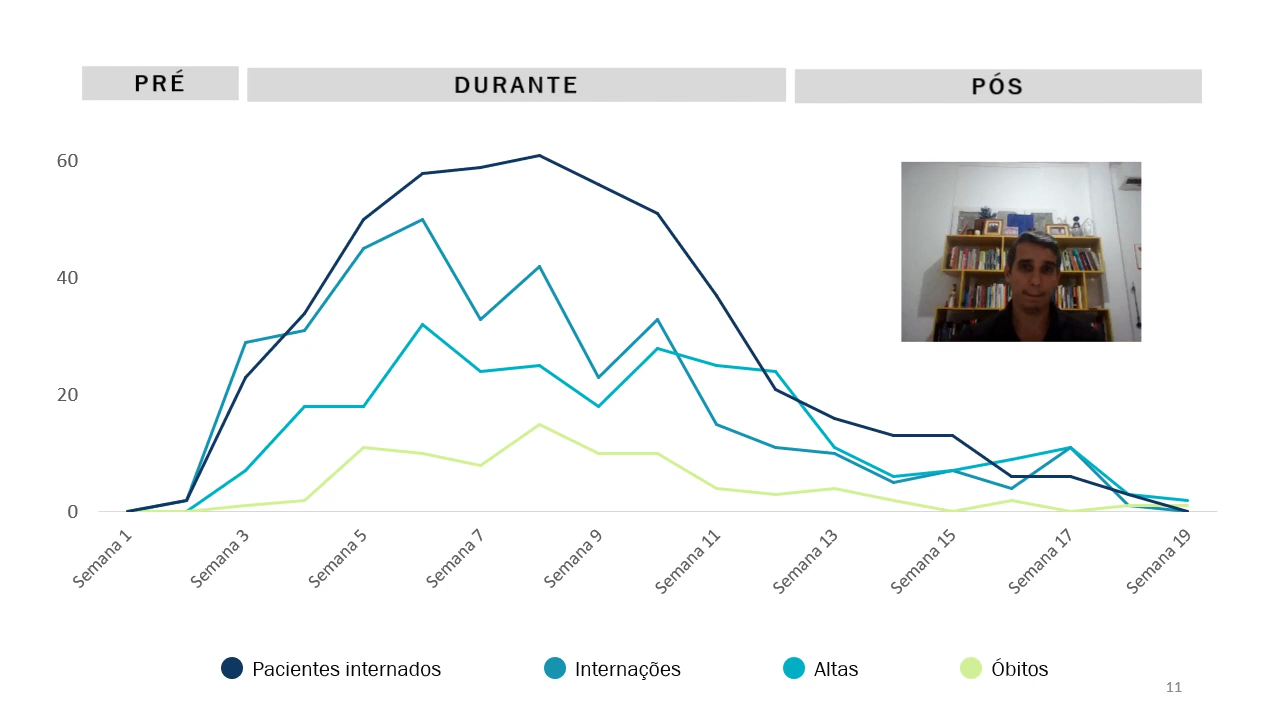 PRÉ DURANTE PÓS
60
40
20
0
Semana 1 Semana 3 Semana 5 Semana 7 Semana 9 Semana 11 Semana 13 Semana 15 Semana 17 Semana 19
Pacientes internados Internações Altas Óbitos
11